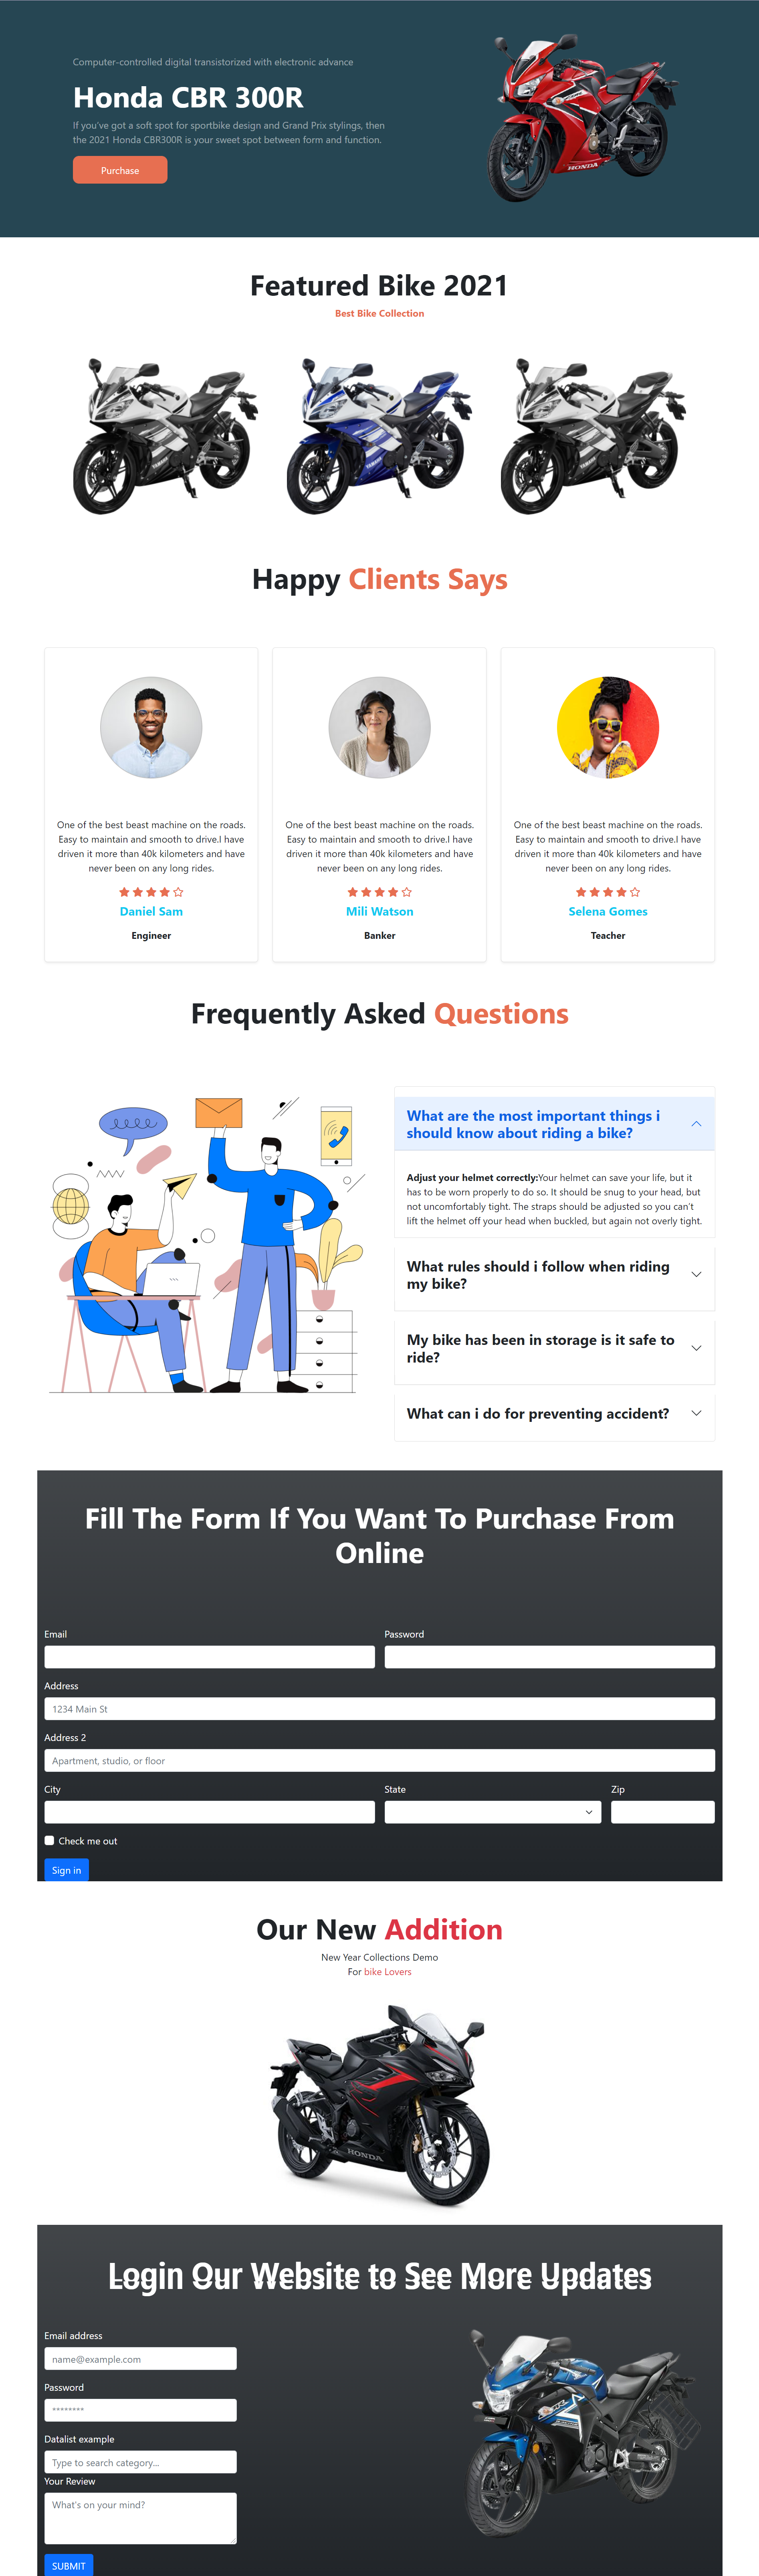 Computer-controlled digital transistorized with electronic advance
Honda CBR 300R
If you've got a soft spot for sportbike design and Grand Prix stylings, then
the 2021 Honda CBR300R is your sweet spot between form and function.
Purchase
HONDA
Featured Bike 2021
Best Bike Collection
YAMAHA
YAMAHA
YAMAHA
Happy Clients Says
One of the best beast machine on the roads.
Easy to maintain and smooth to drive.I have
driven it more than 40k kilometers and have
never been on any long rides.
Daniel Sam
Engineer
One of the best beast machine on the roads.
Easy to maintain and smooth to drive.I have
driven it more than 40k kilometers and have
never been on any long rides.
Mili Watson
Banker
One of the best beast machine on the roads.
Easy to maintain and smooth to drive.I have
driven it more than 40k kilometers and have
never been on any long rides.
Selena Gomes
Teacher
Frequently Asked Questions
What are the most important things i
should know about riding a bike?
Adjust your helmet correctly:Your helmet can save your life, but it
has to be worn properly to do so. It should be snug to your head, but
not uncomfortably tight. The straps should be adjusted so you can't
lift the helmet off your head when buckled, but again not overly tight.
What rules should i follow when riding
my bike?
My bike has been in storage is it safe to
ride?
What can i do for preventing accident?
Fill The Form If You Want To Purchase From
Online
Email
Password
Address
1234 Main St
Address 2
Apartment, studio, or floor
City
State
Zip
Check me out
Sign in
Our New Addition
New Year Collections Demo
For bike Lovers
HONDA
Login Our Website to See More Updates
Email address
name@example.com
Password
********
Datalist example
Type to search category...
Your Review
What's on your mind?
SUBMIT